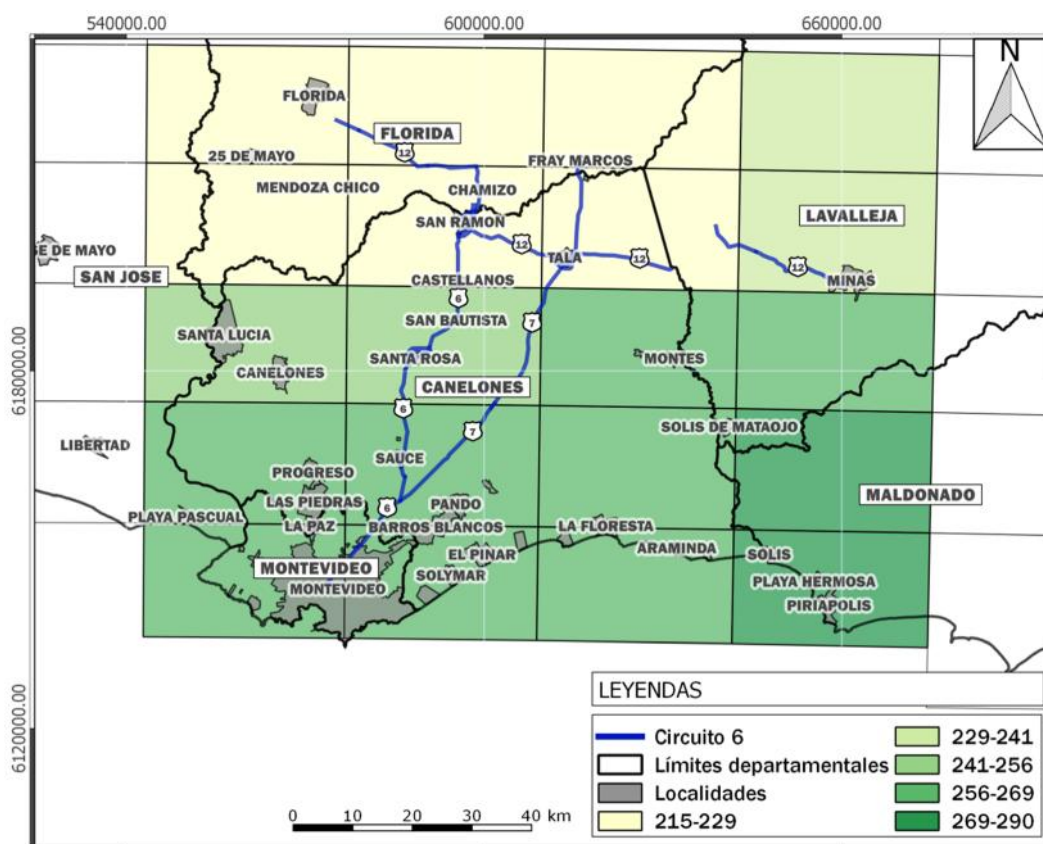 540000.00 600000.00 660000.00
N
FLORIDA
FLORIDA
12
25 DE MAYO
FRAY MARCOS
MENDOZA CHICO
CHAMIZO
LAVALLEJA
SAN RAMON
12
SE DE MAYO
TALA
12
12
SAN JOSE
CASTELLANOS
MINAS
6
SAN BAUTISTA
7
SANTA LUCIA
SANTA ROSA
MONTES
CANELONES
CANELONES
6180000.00
6
7
SOLIS DE MATAOJO
LIBERTAD
SAUCE
PROGRESO
MALDONADO
LAS PIEDRAS
6
PANDO
PLAYA PASCUAL
LA PAZ
BARROS BLANCOS
LA FLORESTA
EL PINAR
ARAMINDA
SOLIS
MONTEVIDEO
SOLYMAR
MONTEVIDEO
PLAYA HERMOSA
PIRIAPOLIS
6120000.00
LEYENDAS
Circuito 6
Límites departamentales
Localidades
215-229
229-241
241-256
256-269
269-290
0 10 20 30 40 km